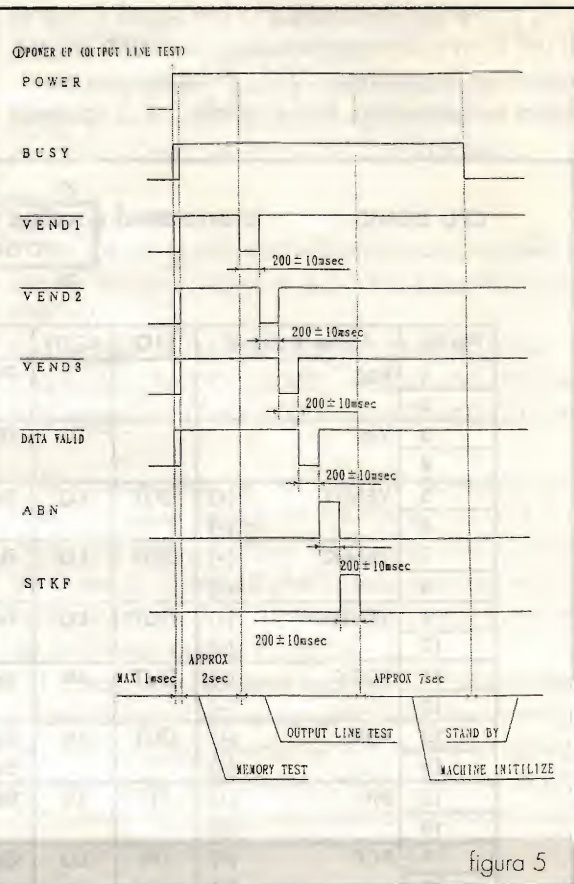 ①POWER UP (OUTPUT LINE TEST)
POWER
BUSY
VEND1
200±10msec
VEND2
200±10msec
VEND3
200±10msec
DATA VALID
200±10msec
ABN
200±10msec
STKF
200±10msec
MAX 1msec
APPROX
2sec
APPROX 7sec
OUTPUT LINE TEST
STAND BY
MEMORY TEST
MACHINE INITILIZE
figura 5